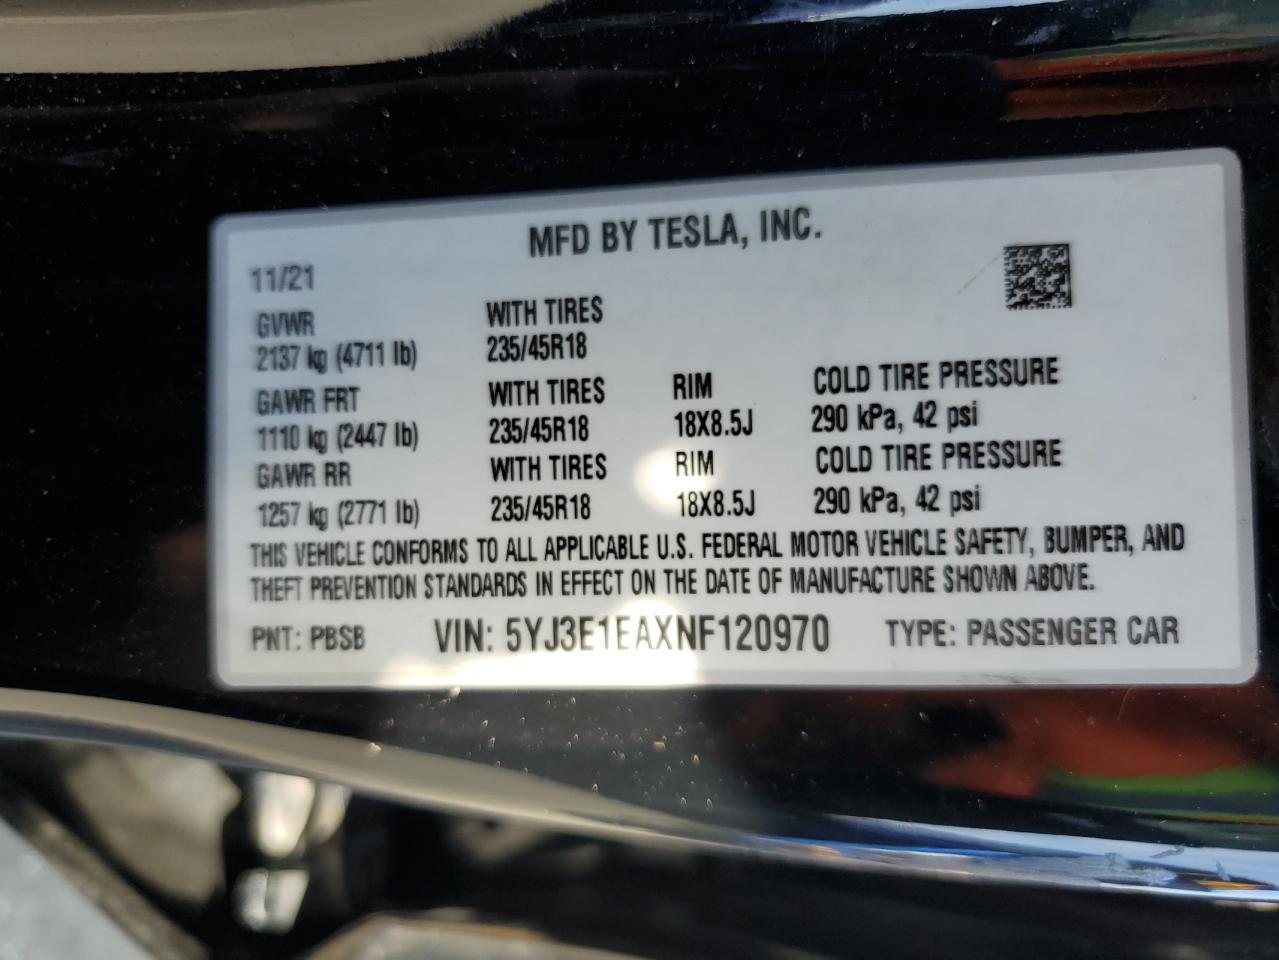 MFD BY TESLA, INC.
11/21
GVWR WITH TIRES
2137 kg (4711 lb) 235/45R18
GAWR FRT WITH TIRES RIM COLD TIRE PRESSURE
1110 kg (2447 lb) 235/45R18 18X8.5J 290 kPa, 42 psi
GAWR RR WITH TIRES RIM COLD TIRE PRESSURE
1257 kg (2771 lb) 235/45R18 18X8.5J 290 kPa, 42 psi
THIS VEHICLE CONFORMS TO ALL APPLICABLE U.S. FEDERAL MOTOR VEHICLE SAFETY, BUMPER, AND
THEFT PREVENTION STANDARDS IN EFFECT ON THE DATE OF MANUFACTURE SHOWN ABOVE.
PNT: PBSB VIN: 5YJ3E1EAXNF120970 TYPE: PASSENGER CAR